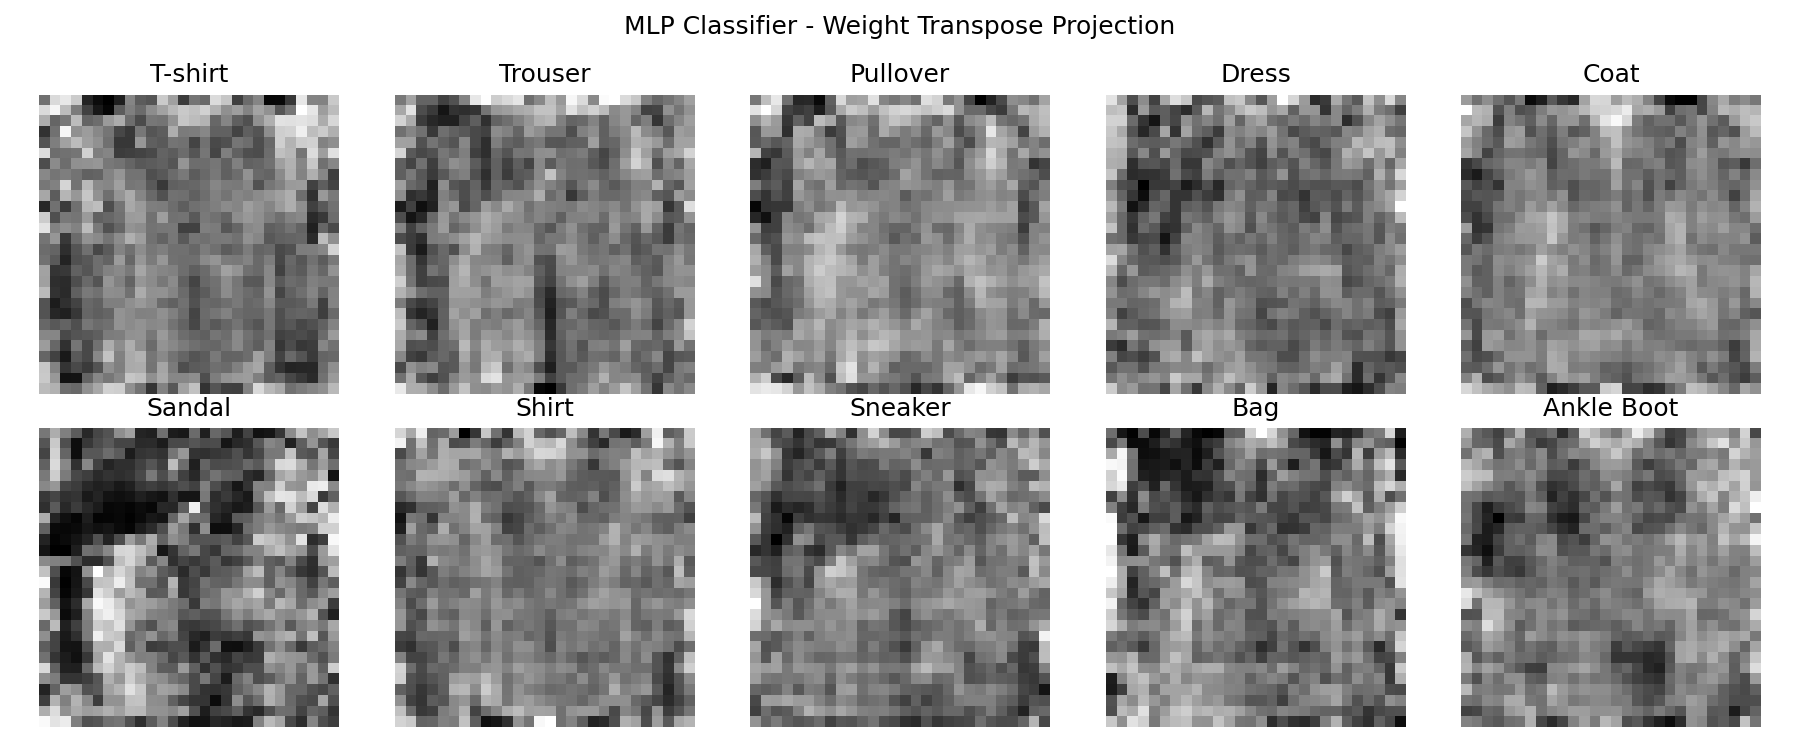 MLP Classifier - Weight Transpose Projection
T-shirt Trouser Pullover Dress Coat
Sandal Shirt Sneaker Bag Ankle Boot